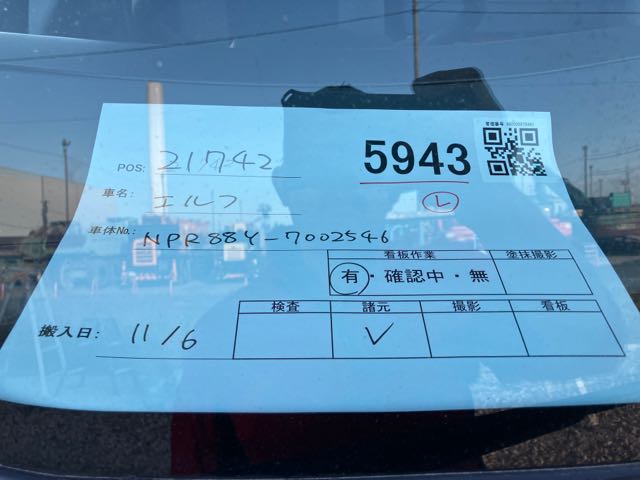 POS: 21742
5943
車名: エルフ
L
車体No.: NPR88Y-7002546
看板作業 塗抹撮影
有・確認中・無
検査 諸元 撮影 看板
搬入日: 11/6